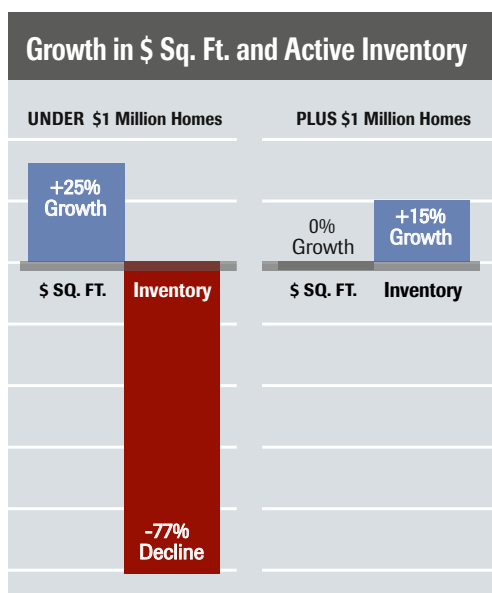 Growth in $ Sq. Ft. and Active Inventory
UNDER $1 Million Homes
+25%
Growth
$ SQ. FT.
Inventory
-77%
Decline
PLUS $1 Million Homes
0%
Growth
+15%
Growth
$ SQ. FT.
Inventory